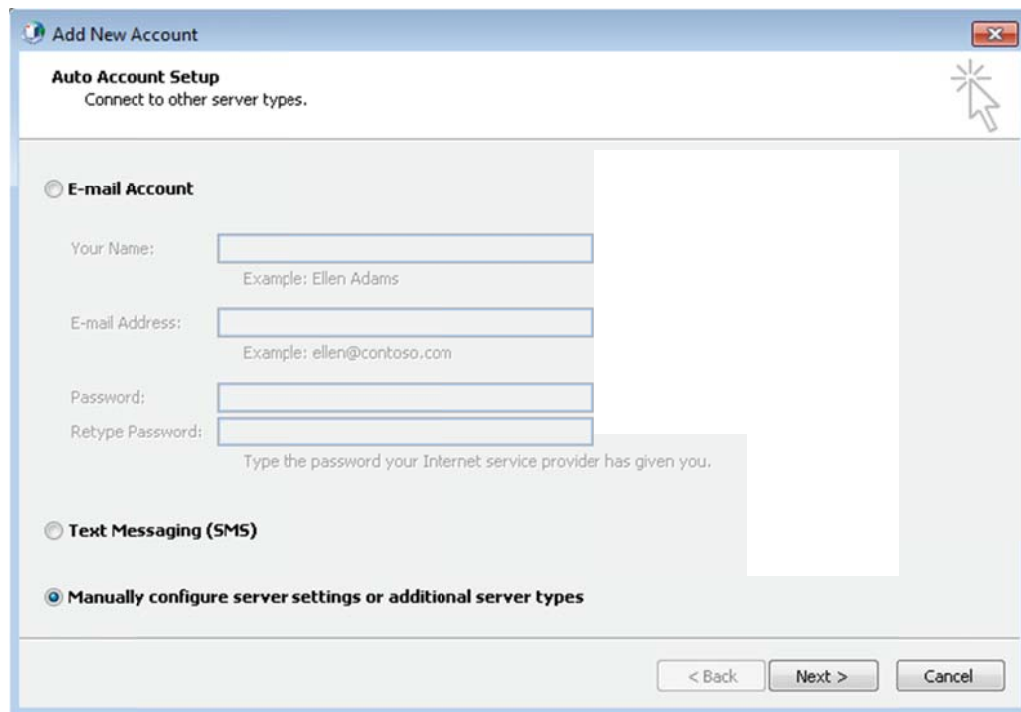 Add New Account
Auto Account Setup
Connect to other server types.
E-mail Account
Your Name:
Example: Ellen Adams
E-mail Address:
Example: ellen@contoso.com
Password:
Retype Password:
Type the password your Internet service provider has given you.
Text Messaging (SMS)
Manually configure server settings or additional server types
< Back Next > Cancel